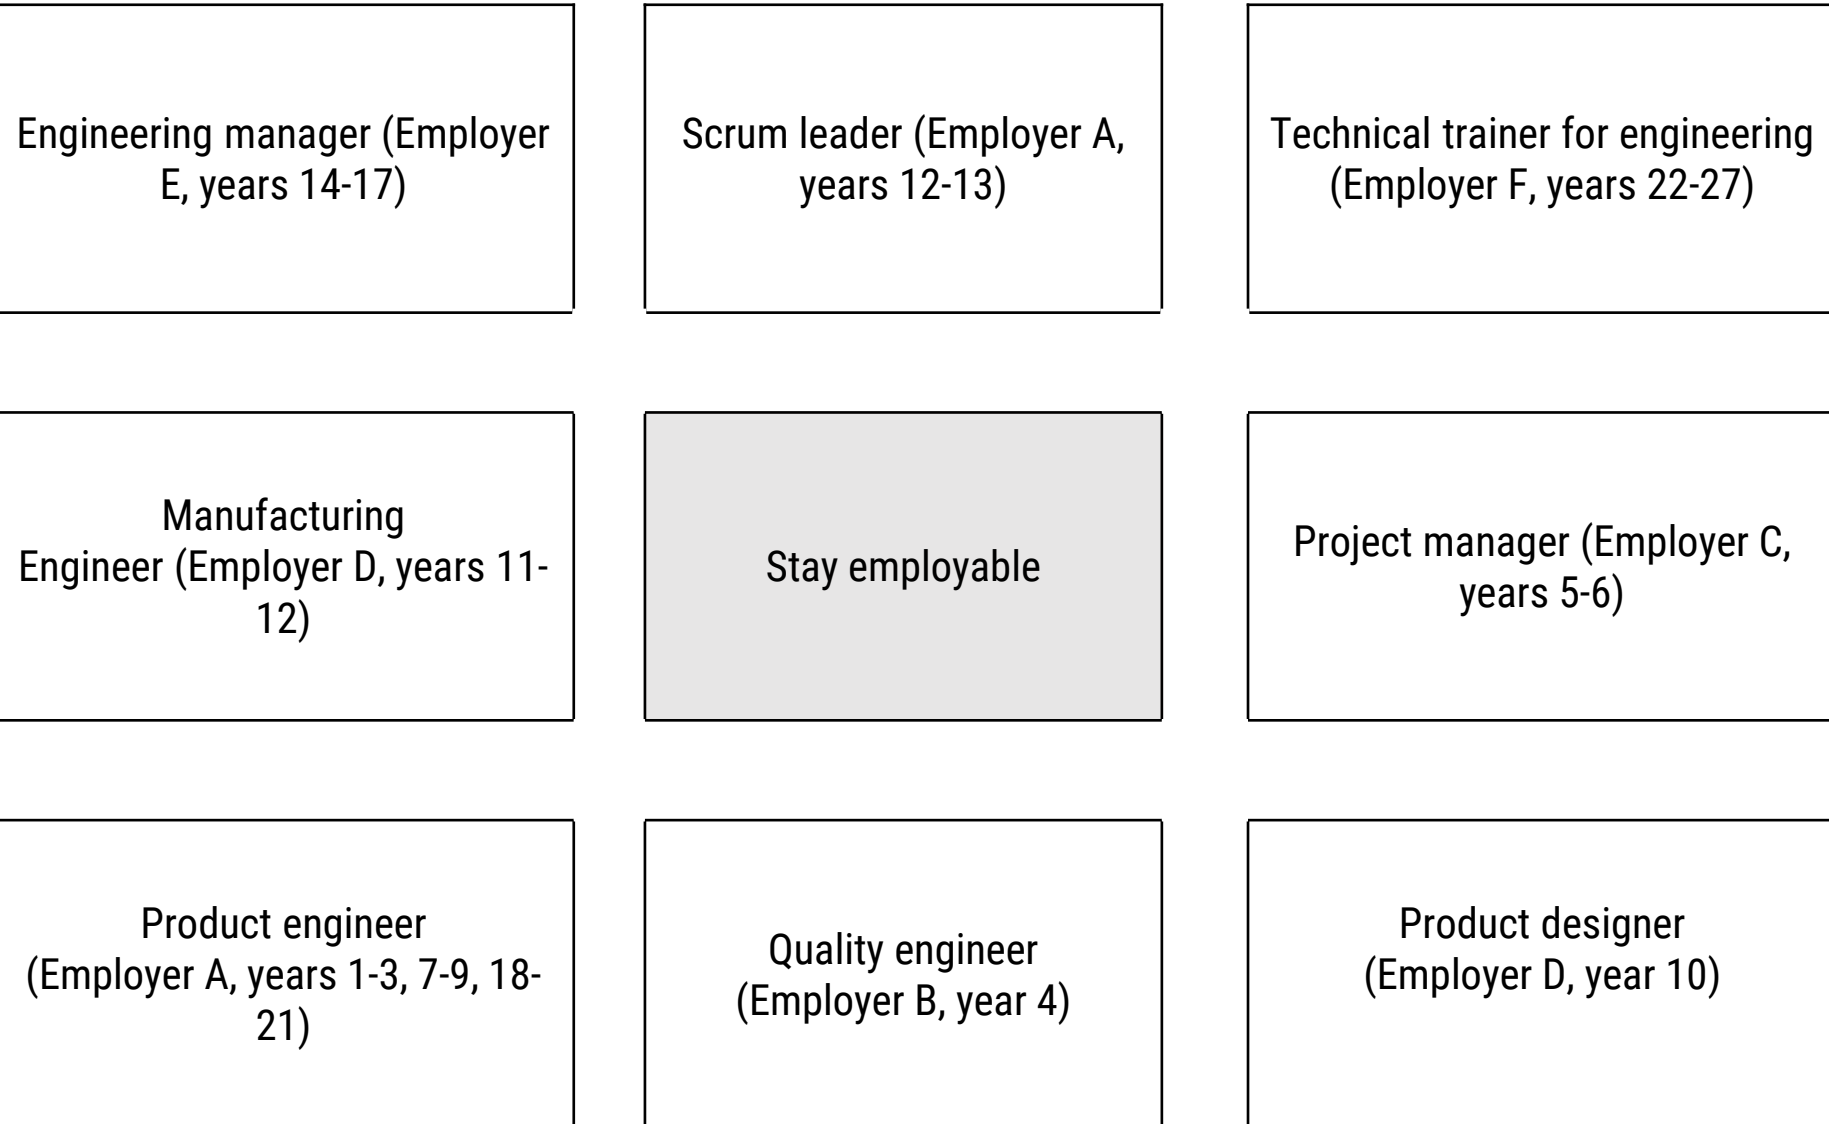 Engineering manager (Employer
E, years 14-17)
Scrum leader (Employer A,
years 12-13)
Technical trainer for engineering
(Employer F, years 22-27)
Manufacturing
Engineer (Employer D, years 11-
12)
Stay employable
Project manager (Employer C,
years 5-6)
Product engineer
(Employer A, years 1-3, 7-9, 18-
21)
Quality engineer
(Employer B, year 4)
Product designer
(Employer D, year 10)